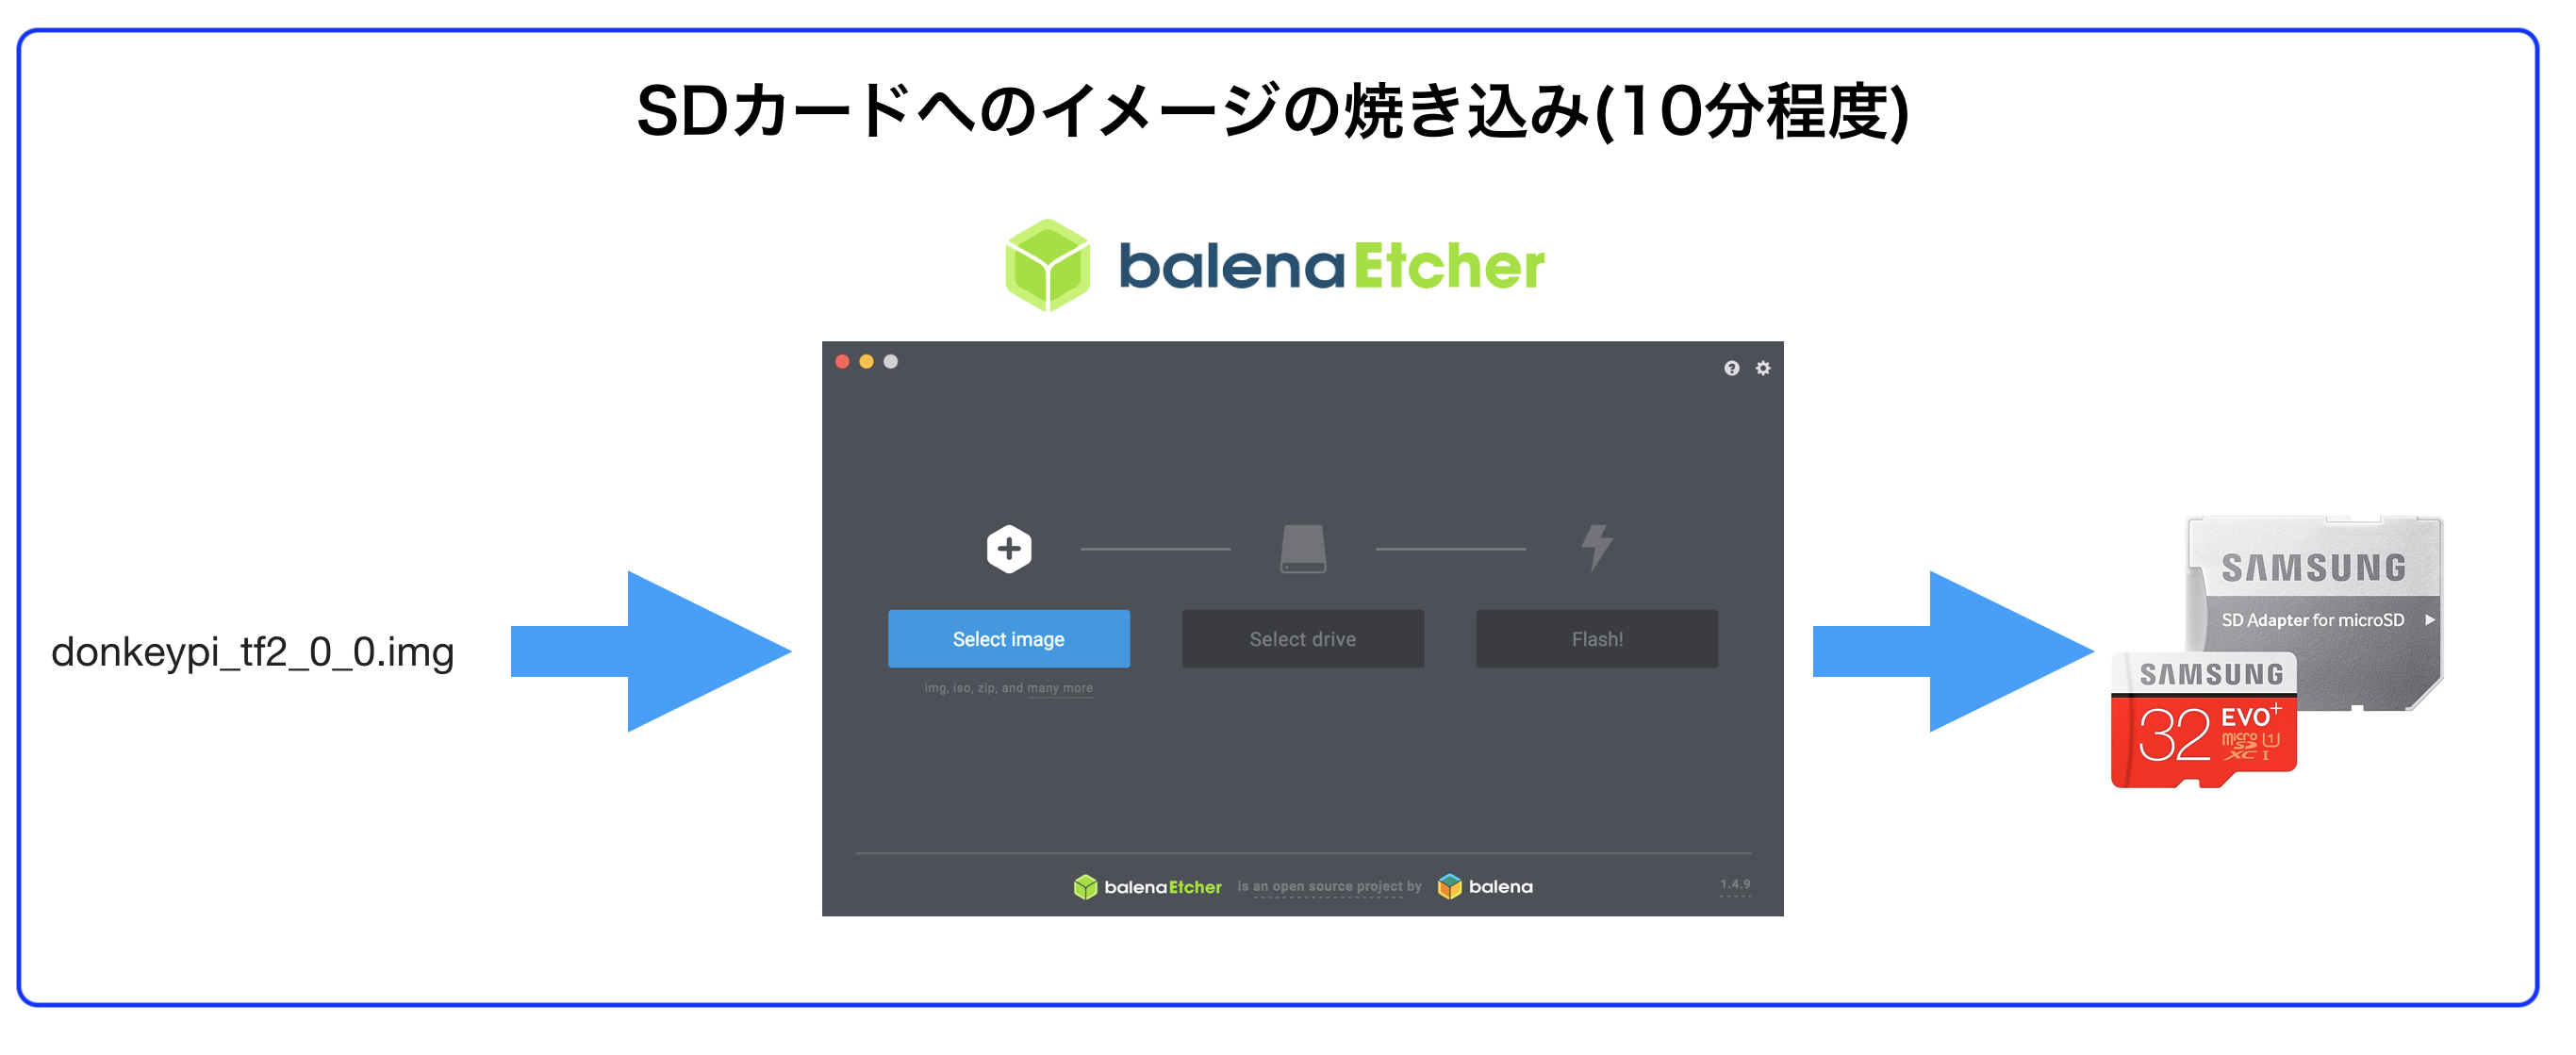 SDカードへのイメージの焼き込み(10分程度)
balenaEtcher
donkeypi_tf2_0_0.img
Select image
Select drive
Flash!
img, iso, zip, and many more
balenaEtcher is an open source project by balena
1.4.9
SAMSUNG
SD Adapter for microSD
SAMSUNG
32 EVO+
micro SD XC I U1